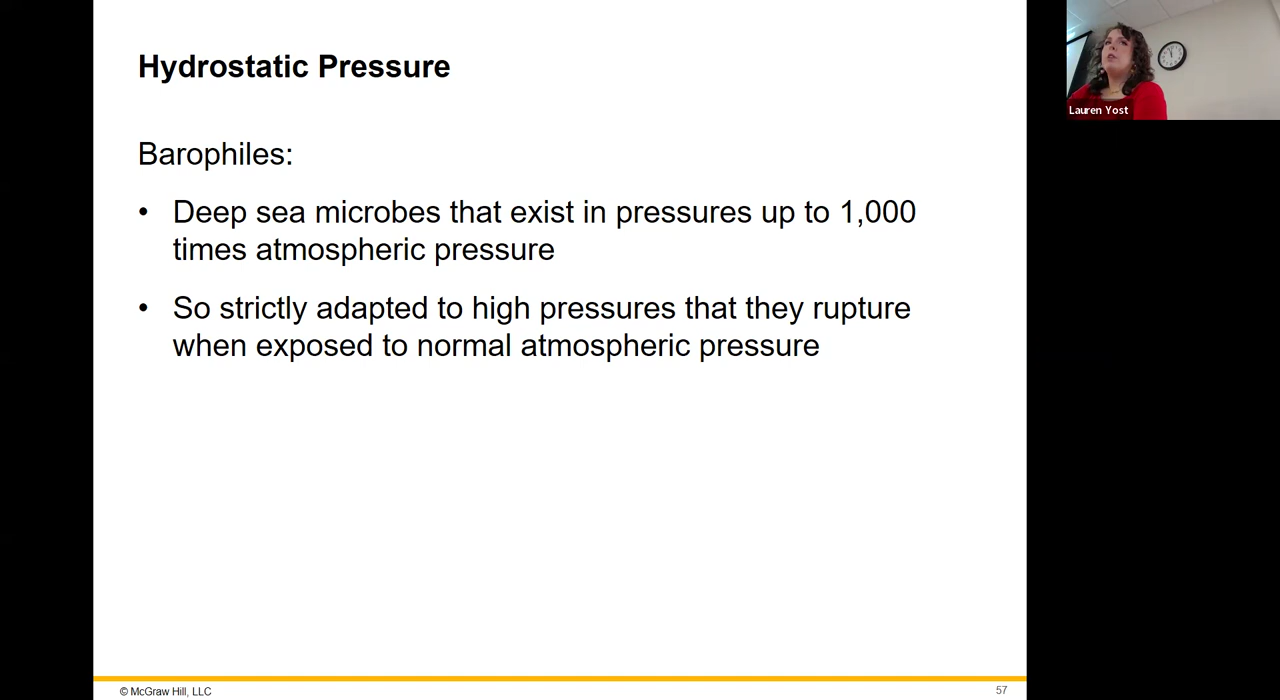 Hydrostatic Pressure
Barophiles:
• Deep sea microbes that exist in pressures up to 1,000
times atmospheric pressure
• So strictly adapted to high pressures that they rupture
when exposed to normal atmospheric pressure
© McGraw Hill, LLC
57
Lauren Yost